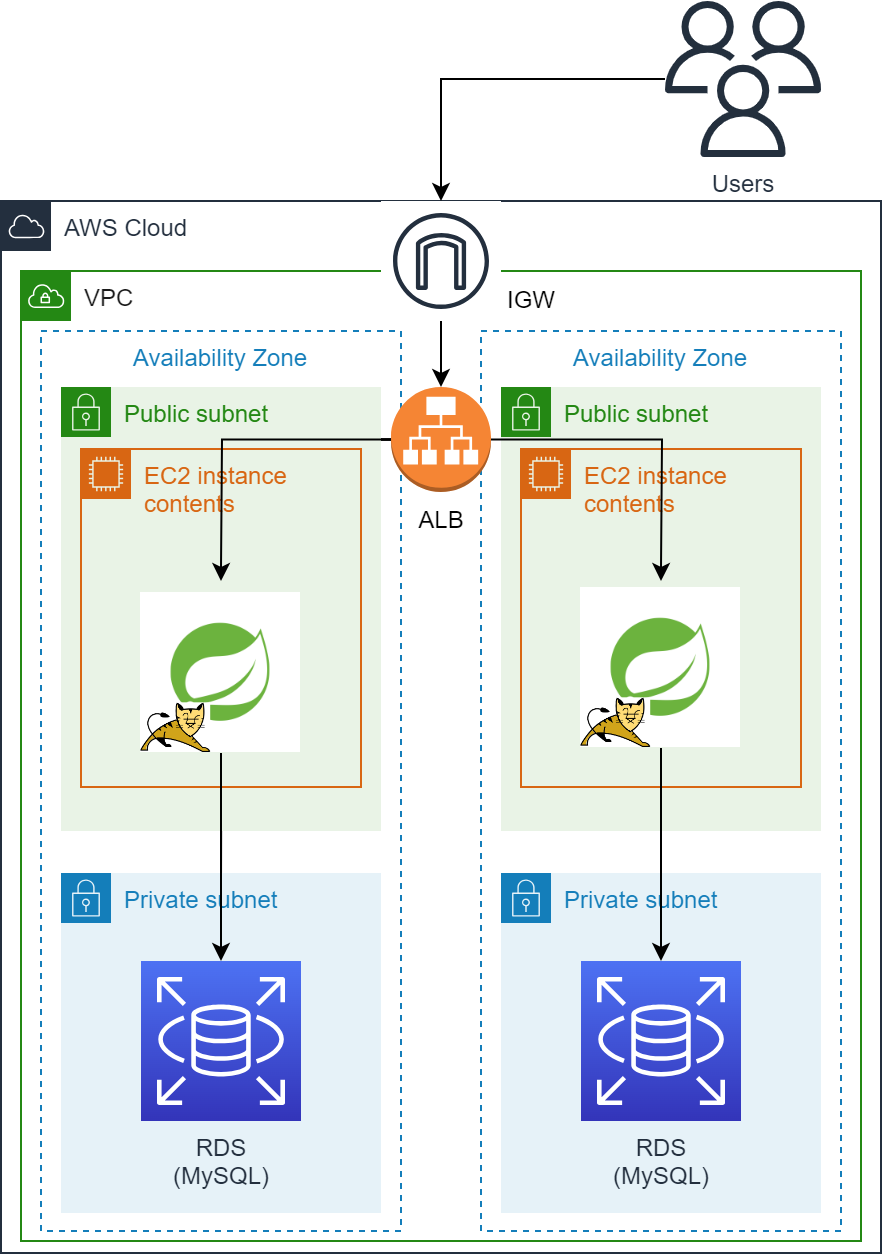 Users
AWS Cloud
VPC
IGW
Availability Zone
Availability Zone
Public subnet
Public subnet
EC2 instance
contents
EC2 instance
contents
ALB
Private subnet
Private subnet
RDS
(MySQL)
RDS
(MySQL)